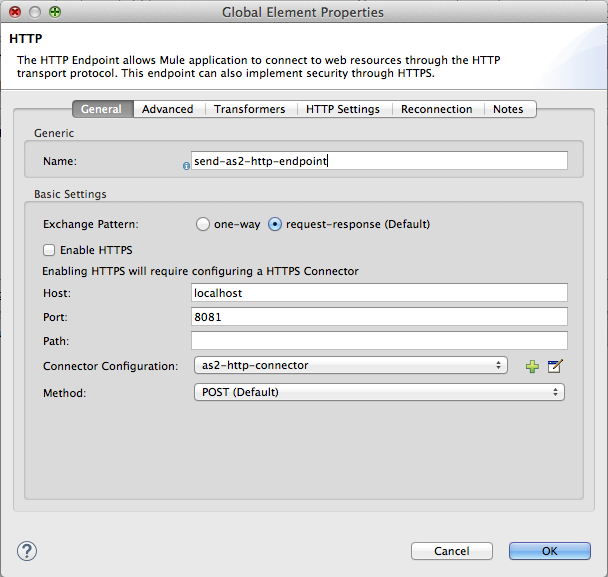 Global Element Properties
HTTP
The HTTP Endpoint allows Mule application to connect to web resources through the HTTP
transport protocol. This endpoint can also implement security through HTTPS.
General Advanced Transformers HTTP Settings Reconnection Notes
Generic
Name: send-as2-http-endpoint
Basic Settings
Exchange Pattern: one-way request-response (Default)
Enable HTTPS
Enabling HTTPS will require configuring a HTTPS Connector
Host: localhost
Port: 8081
Path:
Connector Configuration: as2-http-connector
Method: POST (Default)
? Cancel OK